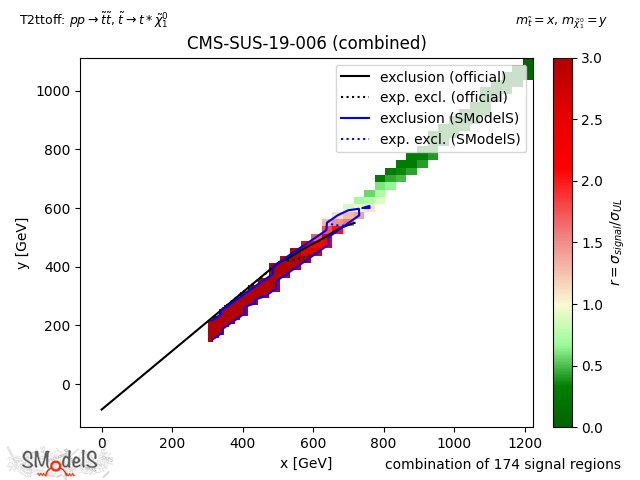 T2ttoff: pp → t̃t̃, t̃ → t * χ̃₁⁰
m_t̃ = x, m_χ̃₁⁰ = y
CMS-SUS-19-006 (combined)
exclusion (official)
exp. excl. (official)
exclusion (SModelS)
exp. excl. (SModelS)
1000
800
600
400
200
0
y [GeV]
0 200 400 600 800 1000 1200
x [GeV]
3.0
2.5
2.0
1.5
1.0
0.5
0.0
r = σ_signal/σ_UL
SModelS
combination of 174 signal regions